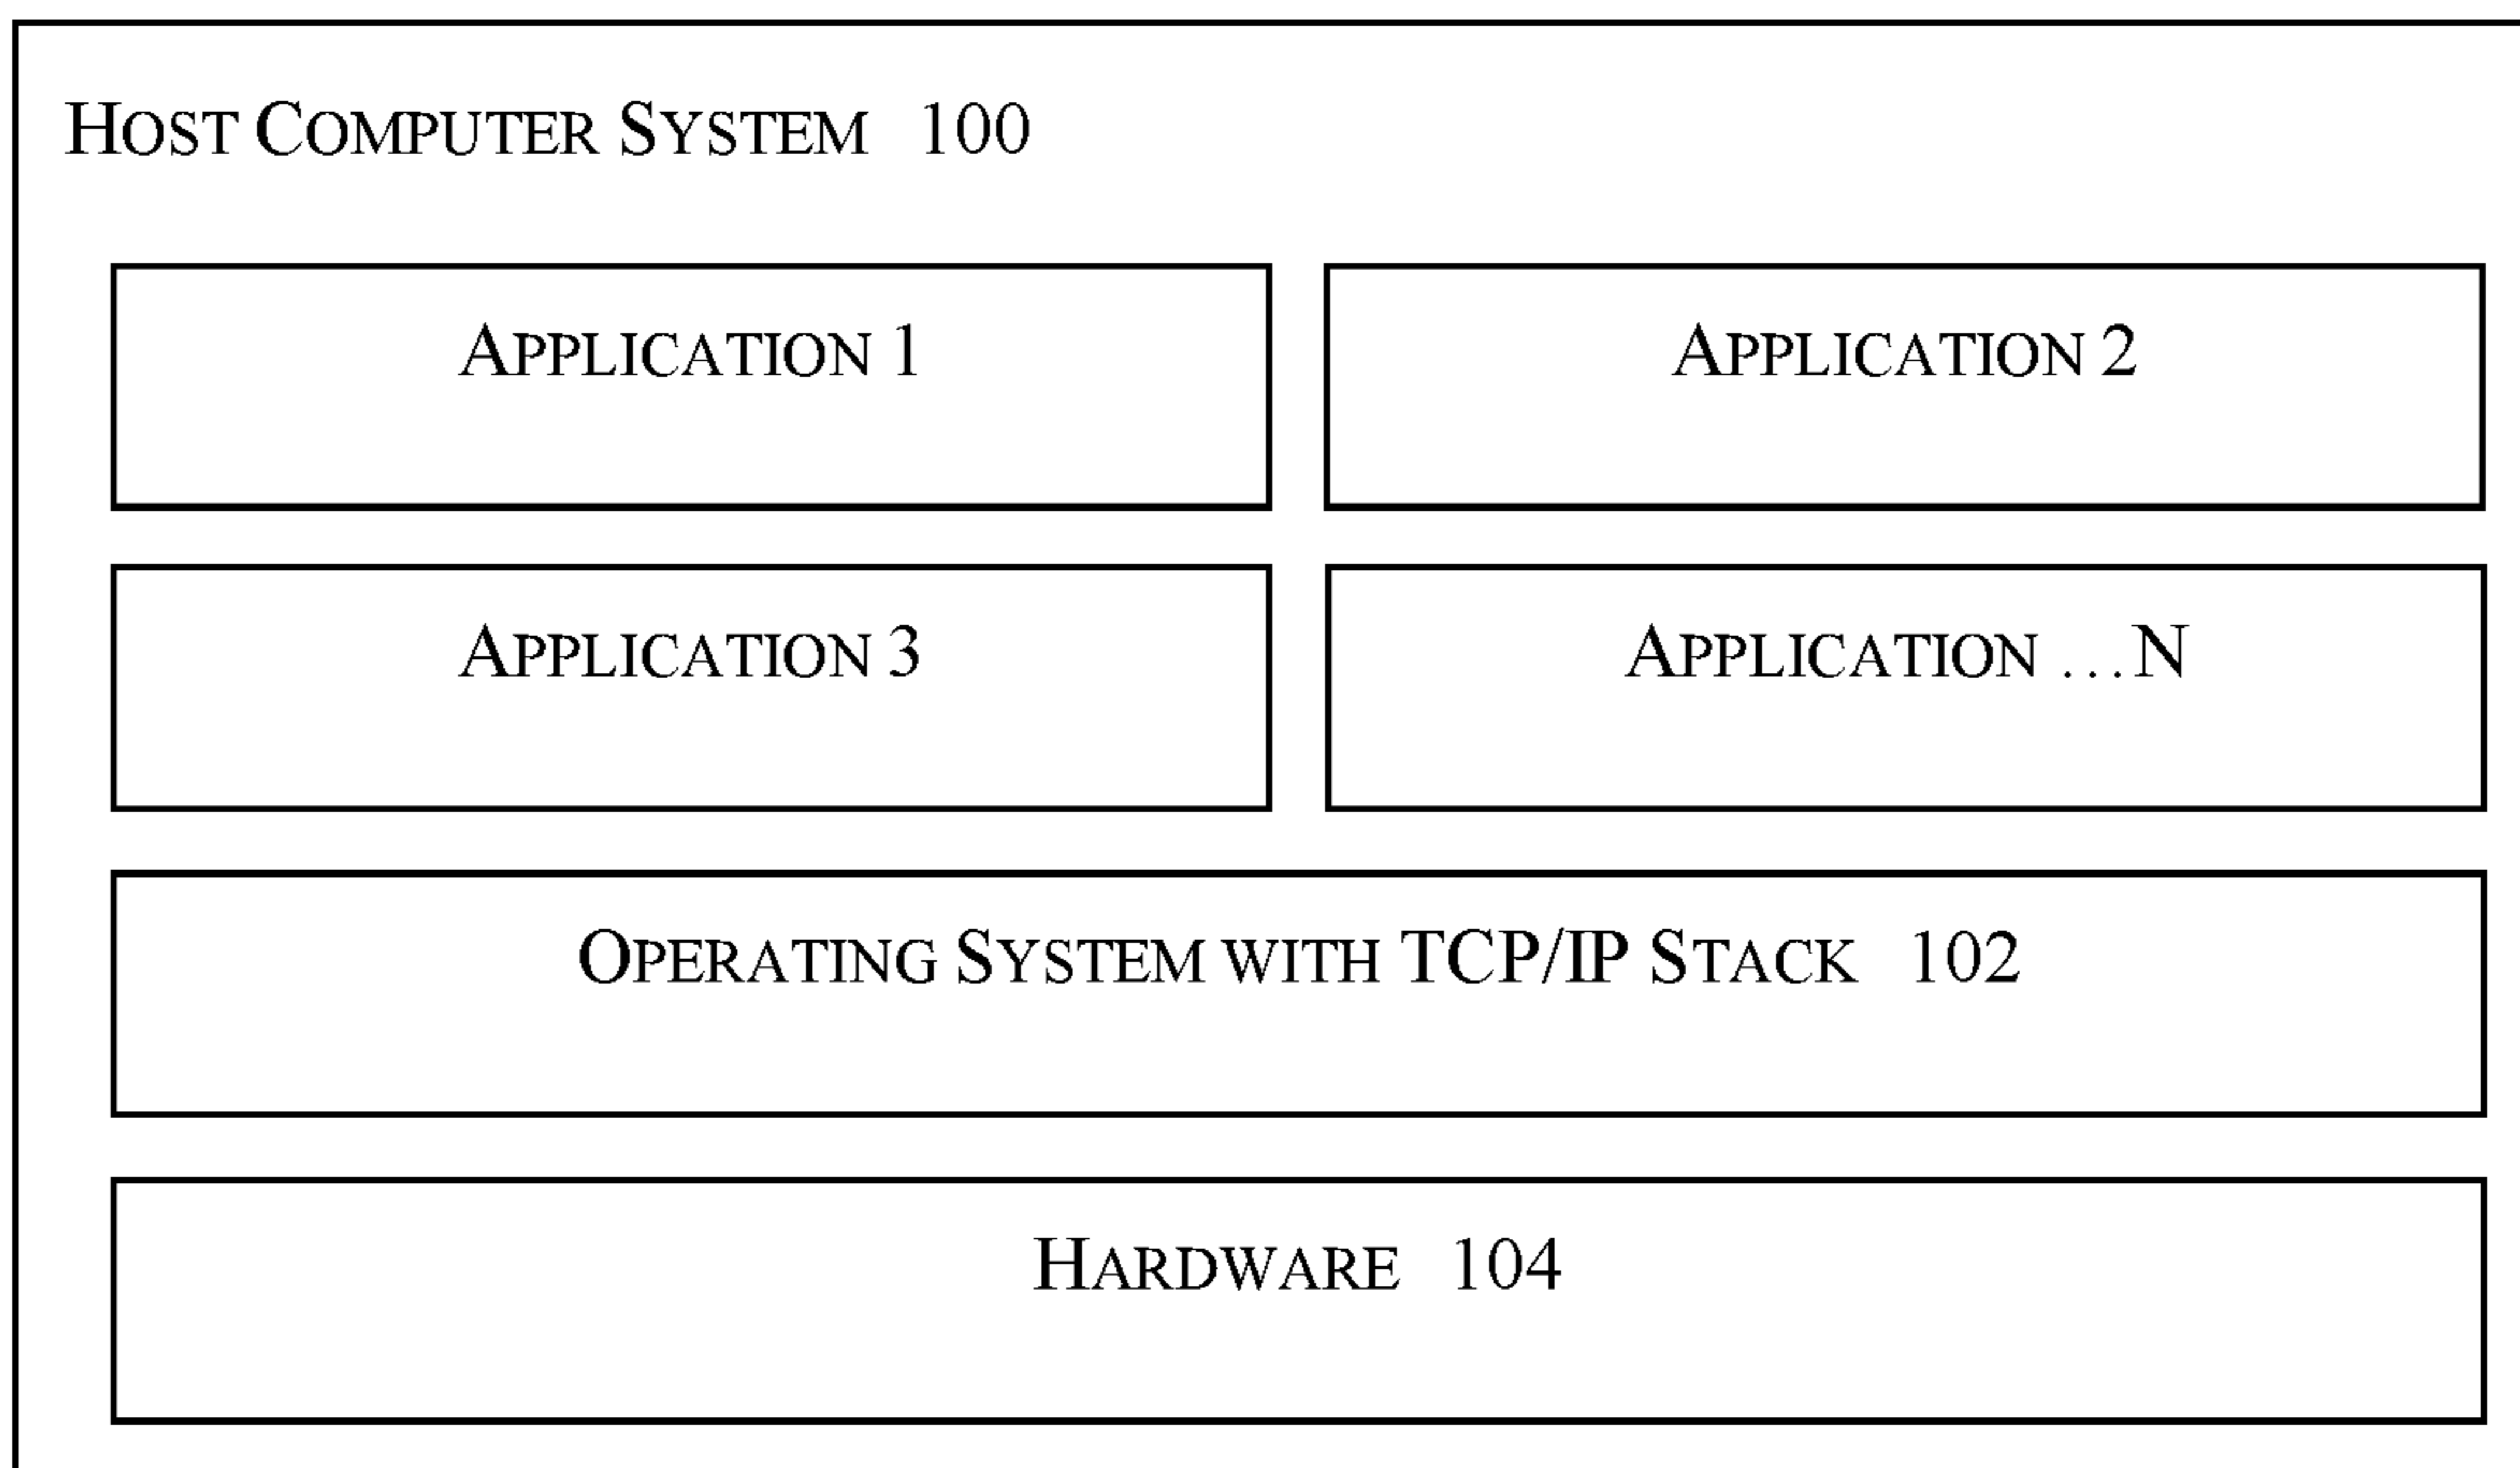 HOST COMPUTER SYSTEM 100
APPLICATION 1
APPLICATION 2
APPLICATION 3
APPLICATION ...N
OPERATING SYSTEM WITH TCP/IP STACK 102
HARDWARE 104